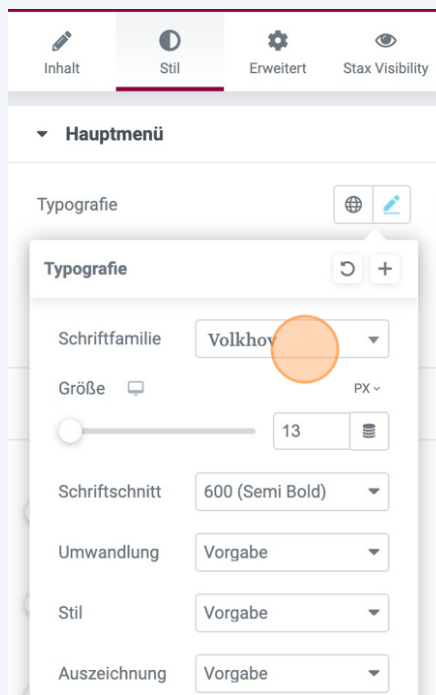 Inhalt Stil Erweitert Stax Visibility
Hauptmenü
Typografie
Typografie
Schriftfamilie Volkhov
Größe PX
13
Schriftschnitt 600 (Semi Bold)
Umwandlung Vorgabe
Stil Vorgabe
Auszeichnung Vorgabe